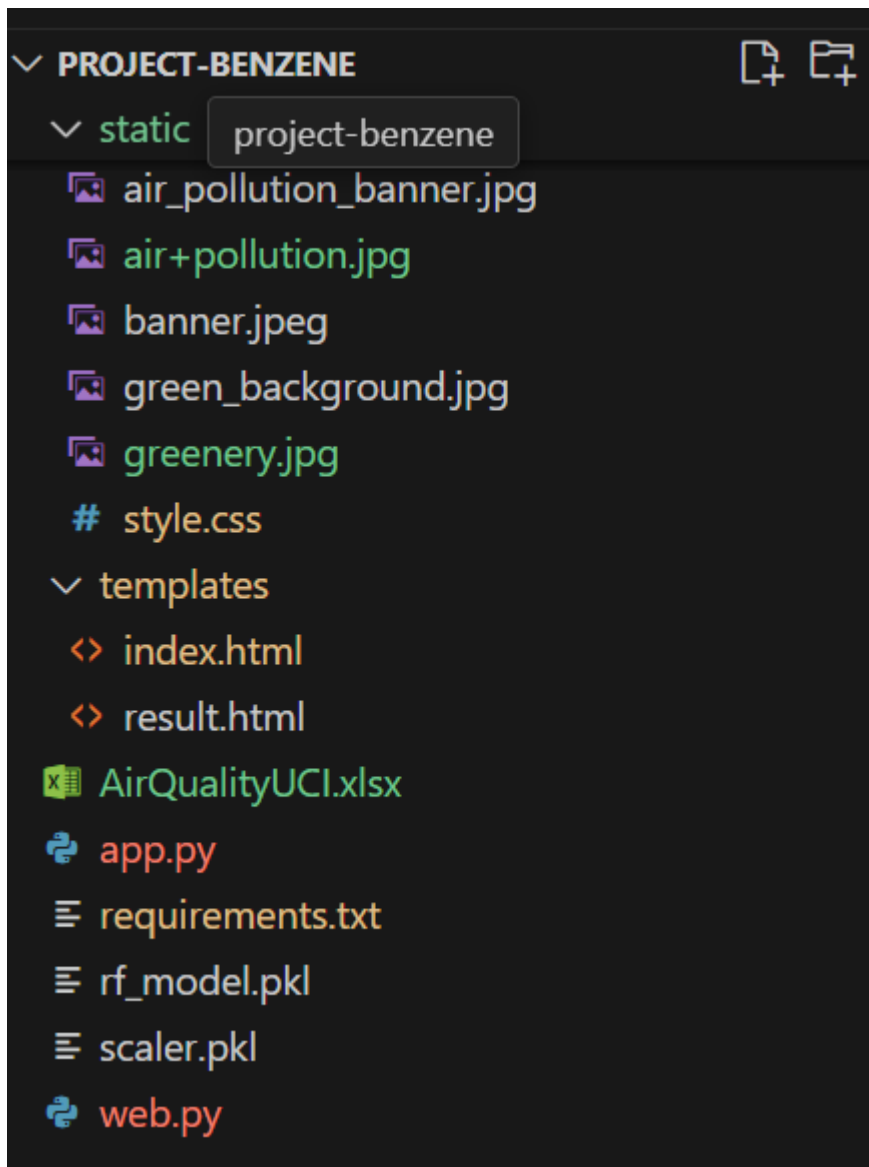 PROJECT-BENZENE
static
project-benzene
air_pollution_banner.jpg
air+pollution.jpg
banner.jpeg
green_background.jpg
greenery.jpg
# style.css
templates
<> index.html
<> result.html
AirQualityUCI.xlsx
app.py
requirements.txt
rf_model.pkl
scaler.pkl
web.py